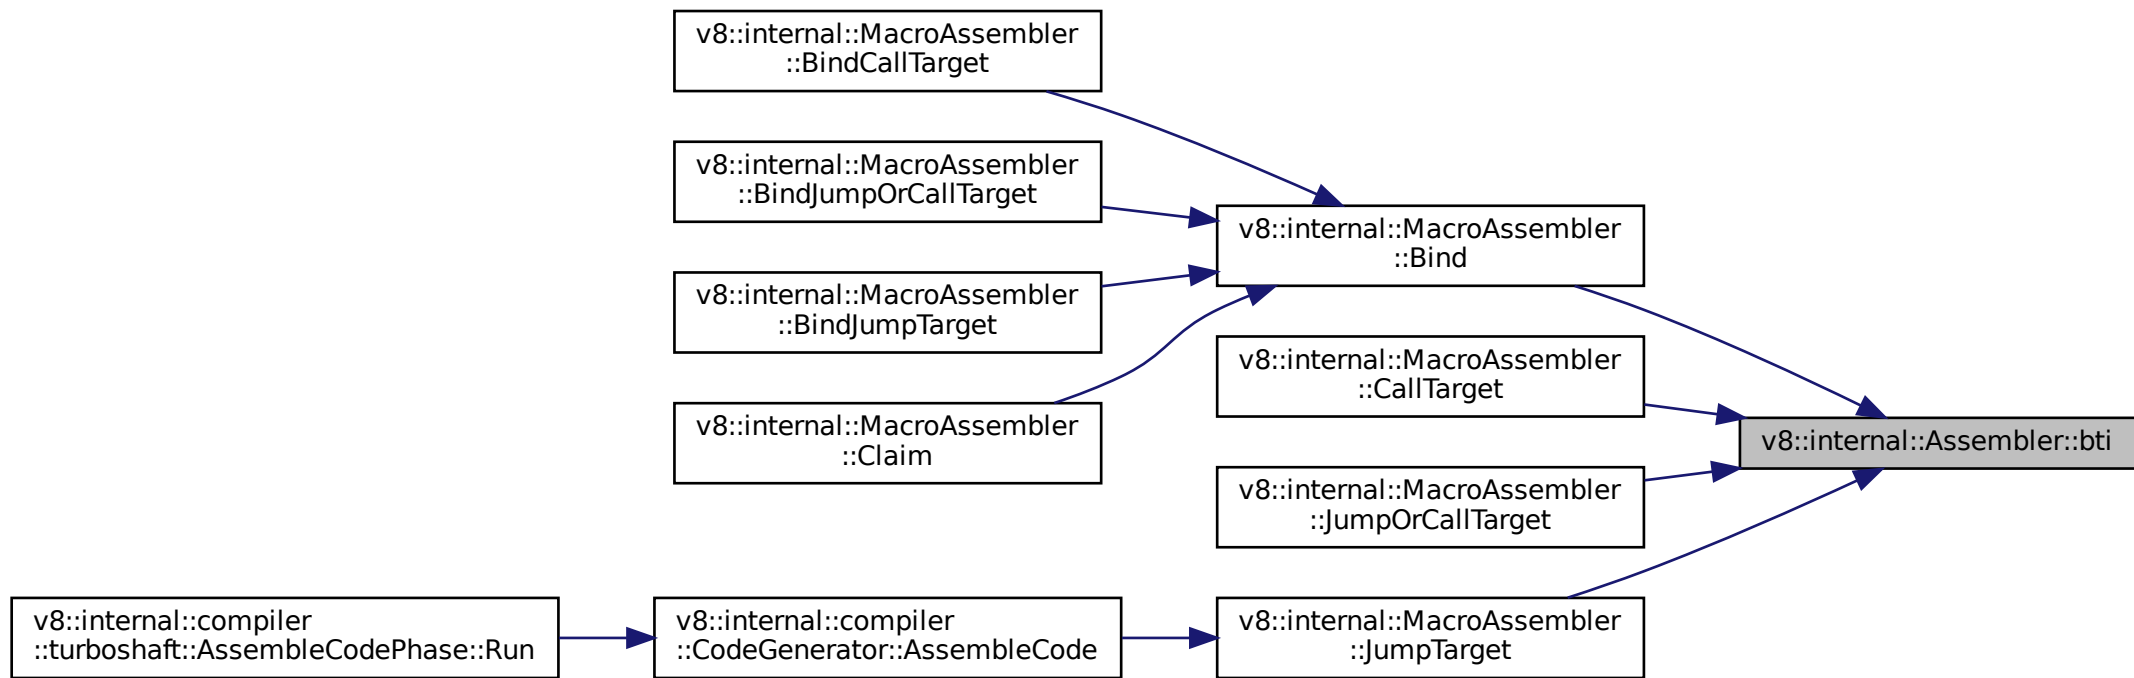 v8::internal::MacroAssembler
::BindCallTarget
v8::internal::MacroAssembler
::BindJumpOrCallTarget
v8::internal::MacroAssembler
::BindJumpTarget
v8::internal::MacroAssembler
::Claim
v8::internal::MacroAssembler
::Bind
v8::internal::MacroAssembler
::CallTarget
v8::internal::MacroAssembler
::JumpOrCallTarget
v8::internal::Assembler::bti
v8::internal::compiler
::turboshaft::AssembleCodePhase::Run
v8::internal::compiler
::CodeGenerator::AssembleCode
v8::internal::MacroAssembler
::JumpTarget